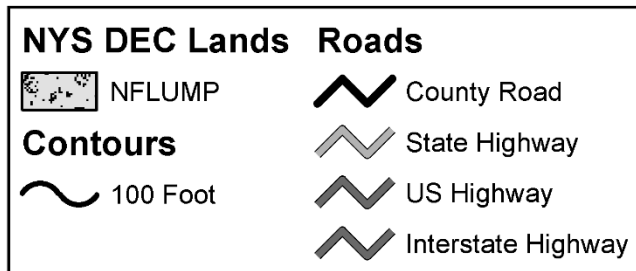 NYS DEC Lands
NFLUMP
Contours
100 Foot
Roads
County Road
State Highway
US Highway
Interstate Highway